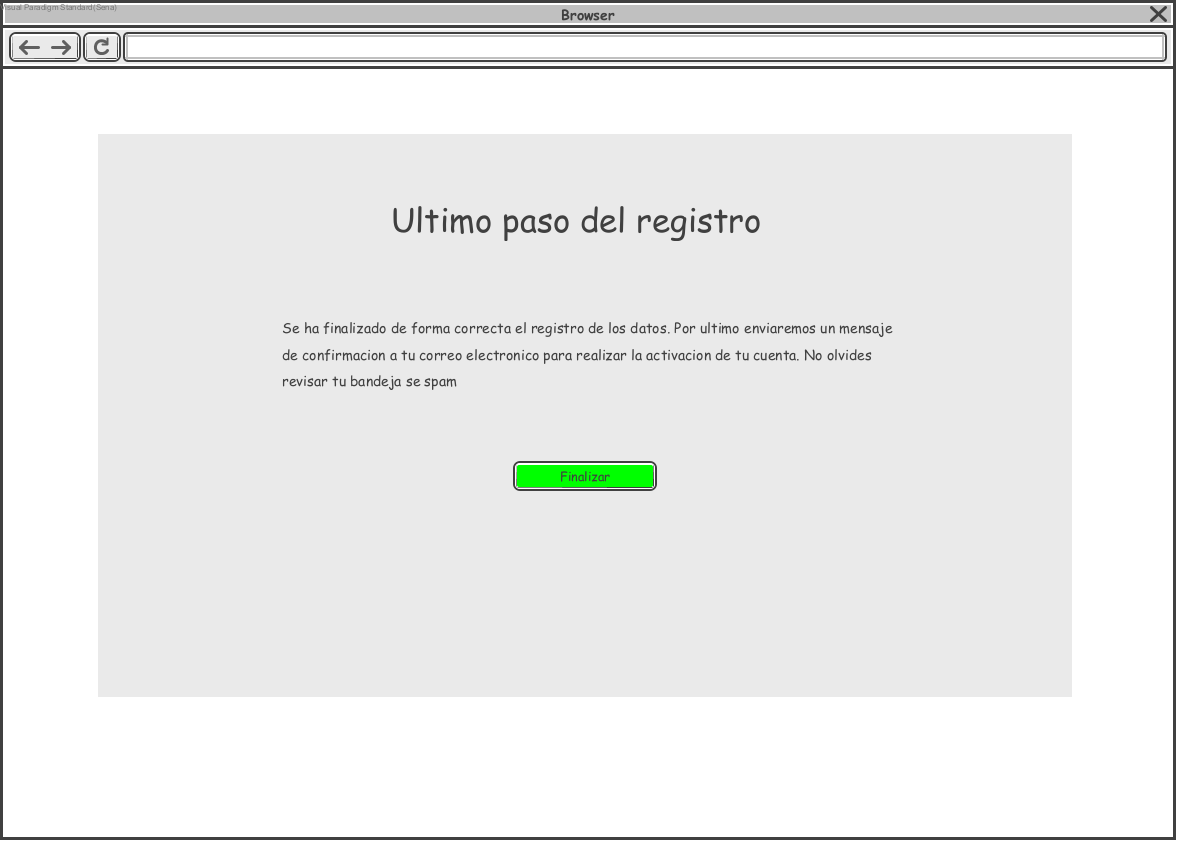 Visual Paradigm Standard(Sena)
Browser
Ultimo paso del registro
Se ha finalizado de forma correcta el registro de los datos. Por ultimo enviaremos un mensaje
de confirmacion a tu correo electronico para realizar la activacion de tu cuenta. No olvides
revisar tu bandeja se spam
Finalizar